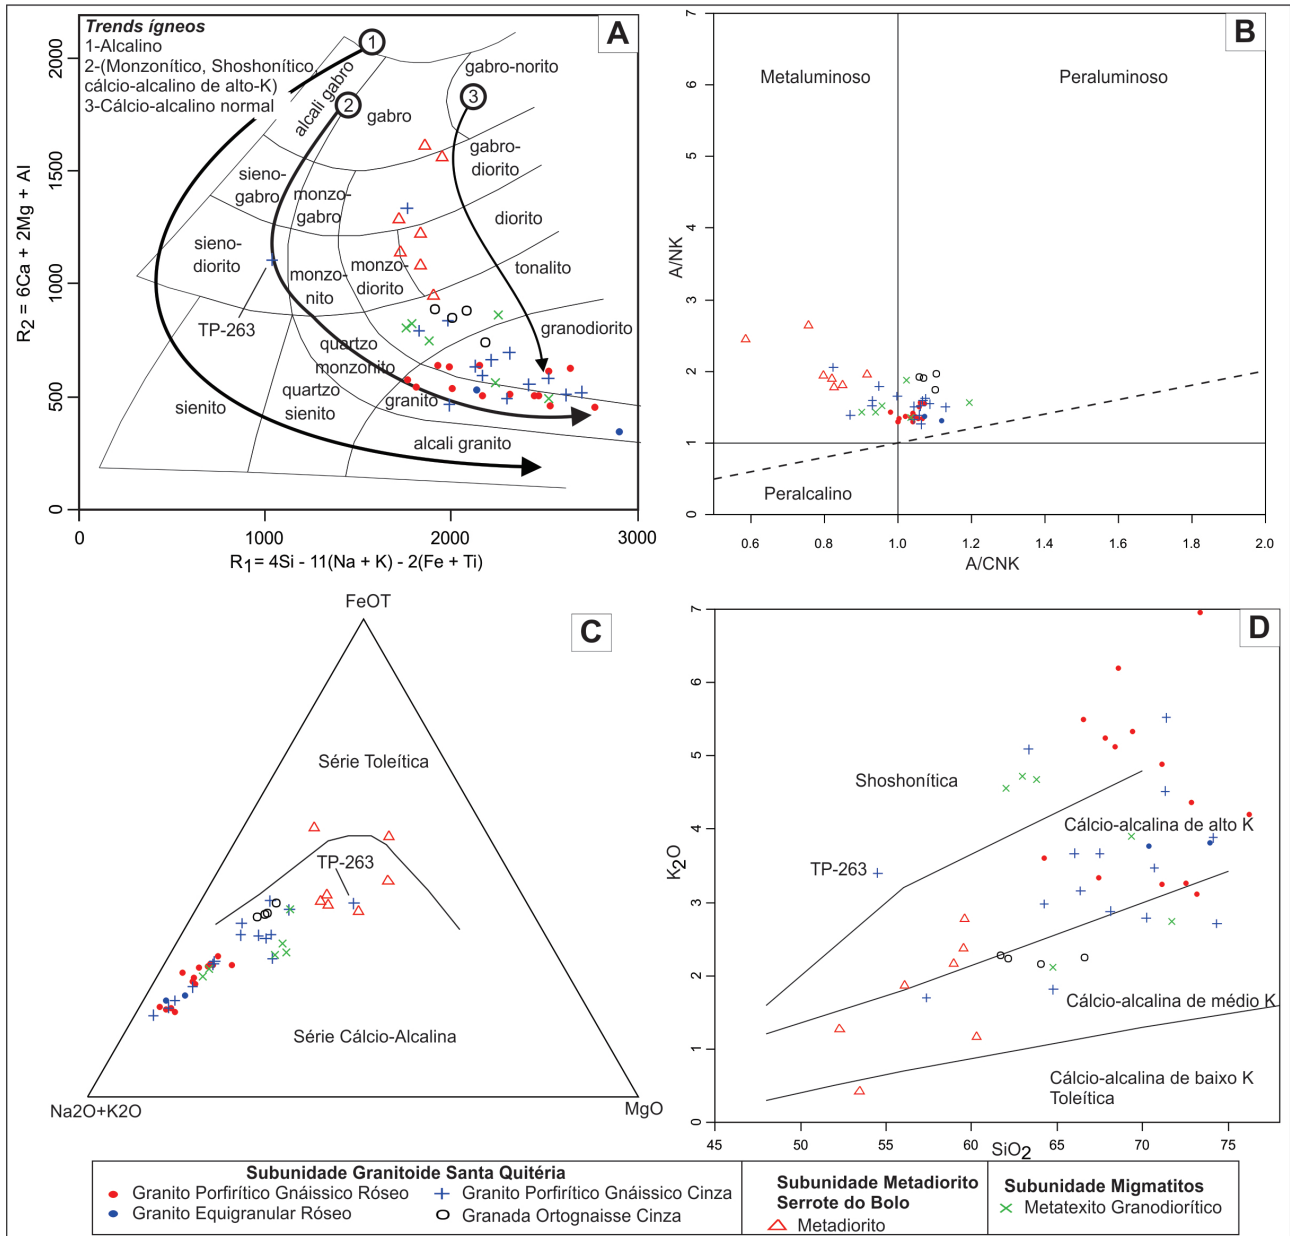 Trends ígneos
1-Alcalino
2-(Monzonítico, Shoshonítico,
cálcio-alcalino de alto-K)
3-Cálcio-alcalino normal
A
1
2
3
alcali gabro
gabro
gabro-norito
gabro-
diorito
sieno-
gabro
monzo-
gabro
diorito
sieno-
diorito
monzo-
nito
monzo-
diorito
tonalito
TP-263
granodiorito
quartzo
monzonito
quartzo
sienito
granito
sienito
alcali granito
R2 = 6Ca + 2Mg + Al
0
500
1000
1500
2000
0
1000
2000
3000
R1= 4Si - 11(Na + K) - 2(Fe + Ti)
B
Metaluminoso
Peraluminoso
Peralcalino
A/NK
0
1
2
3
4
5
6
7
0.6
0.8
1.0
1.2
1.4
1.6
1.8
2.0
A/CNK
C
FeOT
Série Toleítica
TP-263
Série Cálcio-Alcalina
Na2O+K2O
MgO
D
Shoshonítica
Cálcio-alcalina de alto K
TP-263
Cálcio-alcalina de médio K
Cálcio-alcalina de baixo K
Toleítica
K2O
0
1
2
3
4
5
6
7
45
50
55
60
65
70
75
SiO2
Subunidade Granitoide Santa Quitéria
Granito Porfirítico Gnáissico Róseo
Granito Porfirítico Gnáissico Cinza
Granito Equigranular Róseo
Granada Ortognaisse Cinza
Subunidade Metadiorito
Serrote do Bolo
Metadiorito
Subunidade Migmatitos
Metatexito Granodiorítico